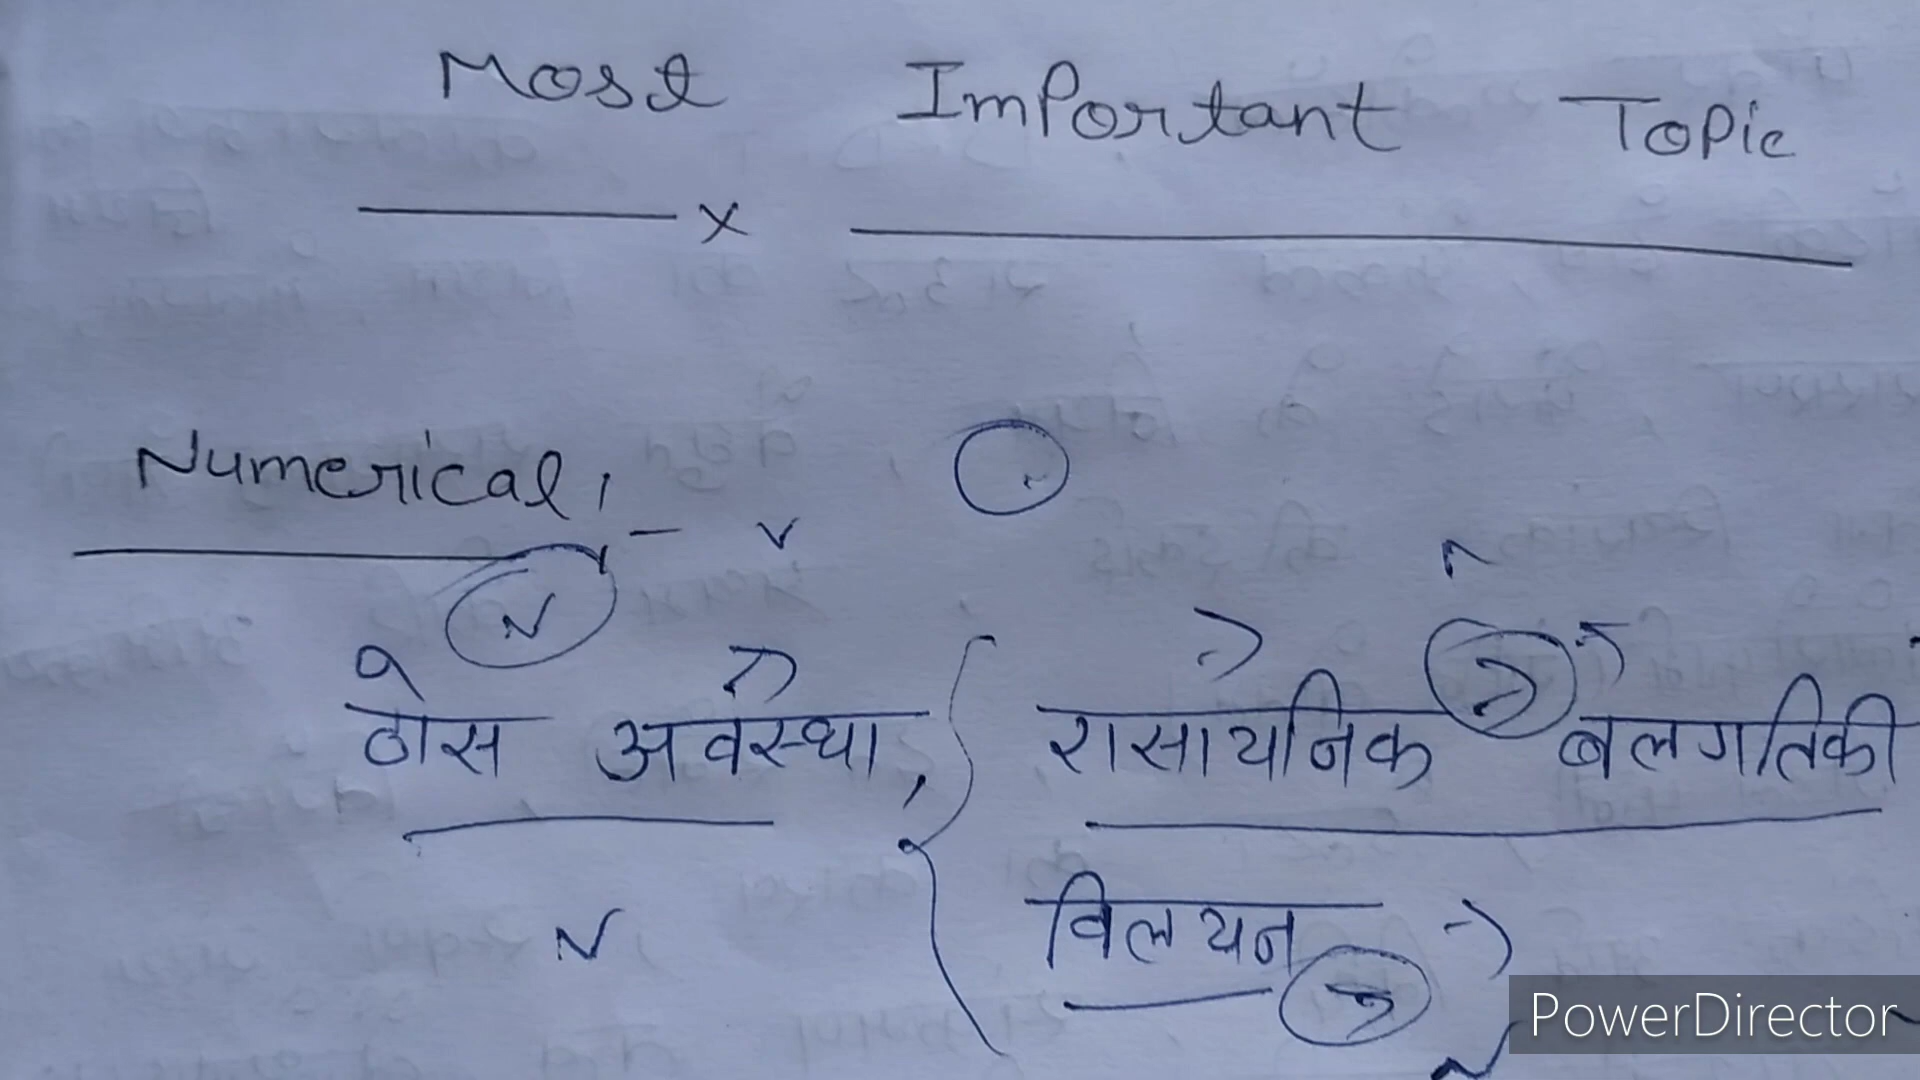 Most Important Topic
Numerical :-
ठोस अवस्था, रासायनिक बलगतिकी
विलयन
PowerDirector